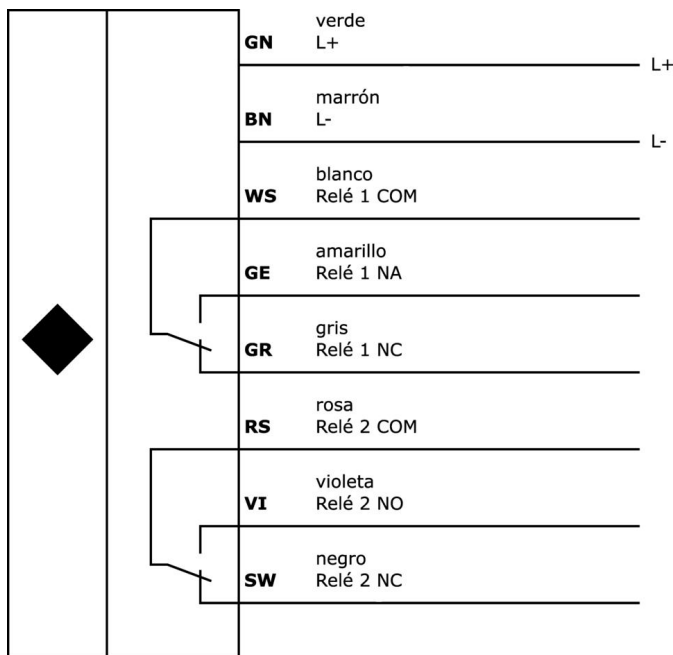 verde
GN L+
L+
marrón
BN L-
L-
blanco
WS Relé 1 COM
amarillo
GE Relé 1 NA
gris
GR Relé 1 NC
rosa
RS Relé 2 COM
violeta
VI Relé 2 NO
negro
SW Relé 2 NC